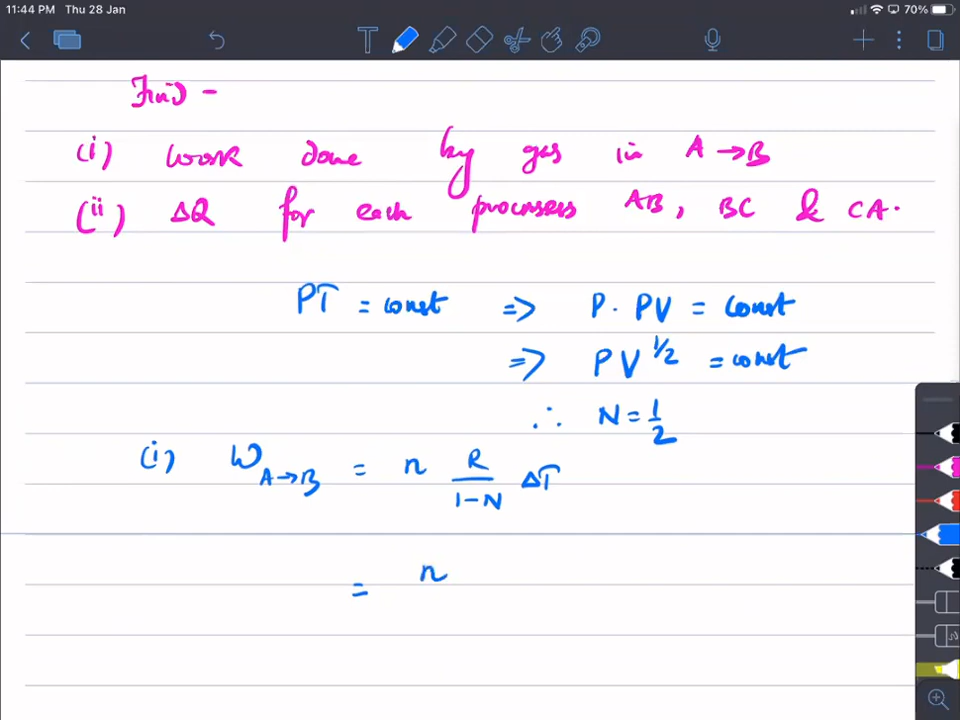 11:44 PM Thu 28 Jan 70%
T
Find -
(i) Work done by gas in A → B
(ii) ΔQ for each processes AB, BC & CA.
PT = const => P. PV = const
=> PV^1/2 = const
∴ N = 1/2
(i) W A→B = n R/1-N ΔT
= n